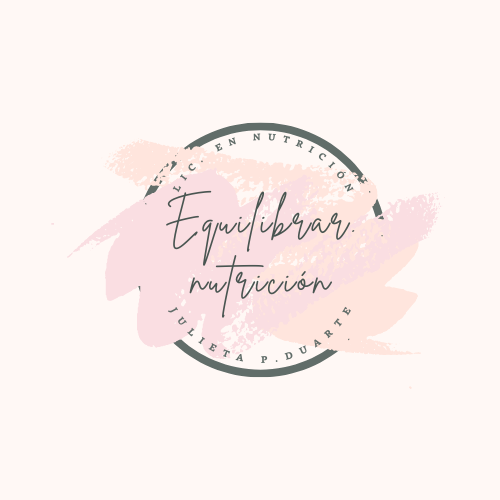 LIC. EN NUTRICIÓN
Equilibrar.
nutrición
JULIETA P.DUARTE